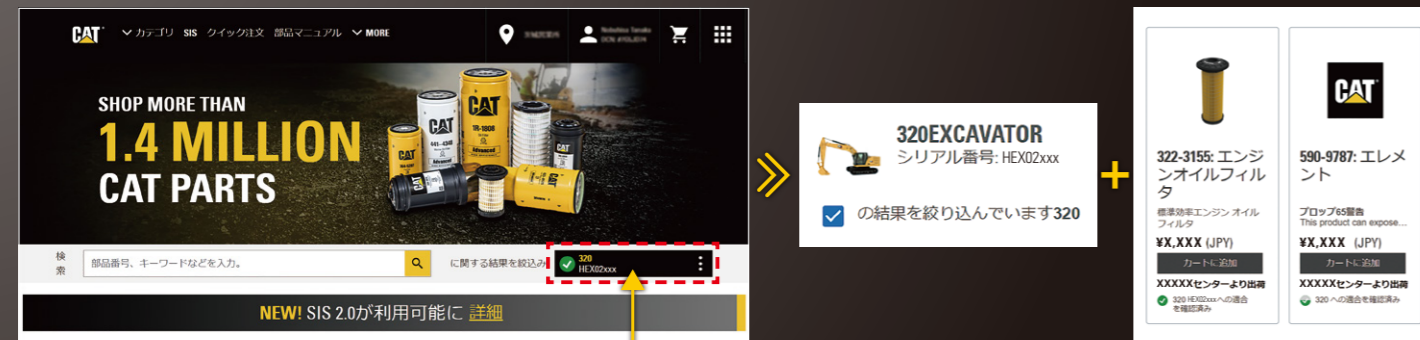 CAT
カテゴリ SIS クイック注文 部品マニュアル MORE
SHOP MORE THAN
1.4 MILLION
CAT PARTS
CAT
1R-1808
Advanced
CAT
441-4348
CAT
CAT
CAT
検索
部品番号、キーワードなどを入力。
に関する結果を絞込み
320
HEX02xxx
NEW! SIS 2.0が利用可能に 詳細
320EXCAVATOR
シリアル番号: HEX02xxx
の結果を絞り込んでいます320
322-3155: エンジ
ンオイルフィル
タ
標準効率エンジン オイル
フィルタ
¥X,XXX (JPY)
カートに追加
XXXXXセンターより出荷
320 HEX02xxxへの適合
を確認済み
CAT
590-9787: エレメ
ント
プロップ65警告
This product can expose...
¥X,XXX (JPY)
カートに追加
XXXXXセンターより出荷
320 への適合を確認済み